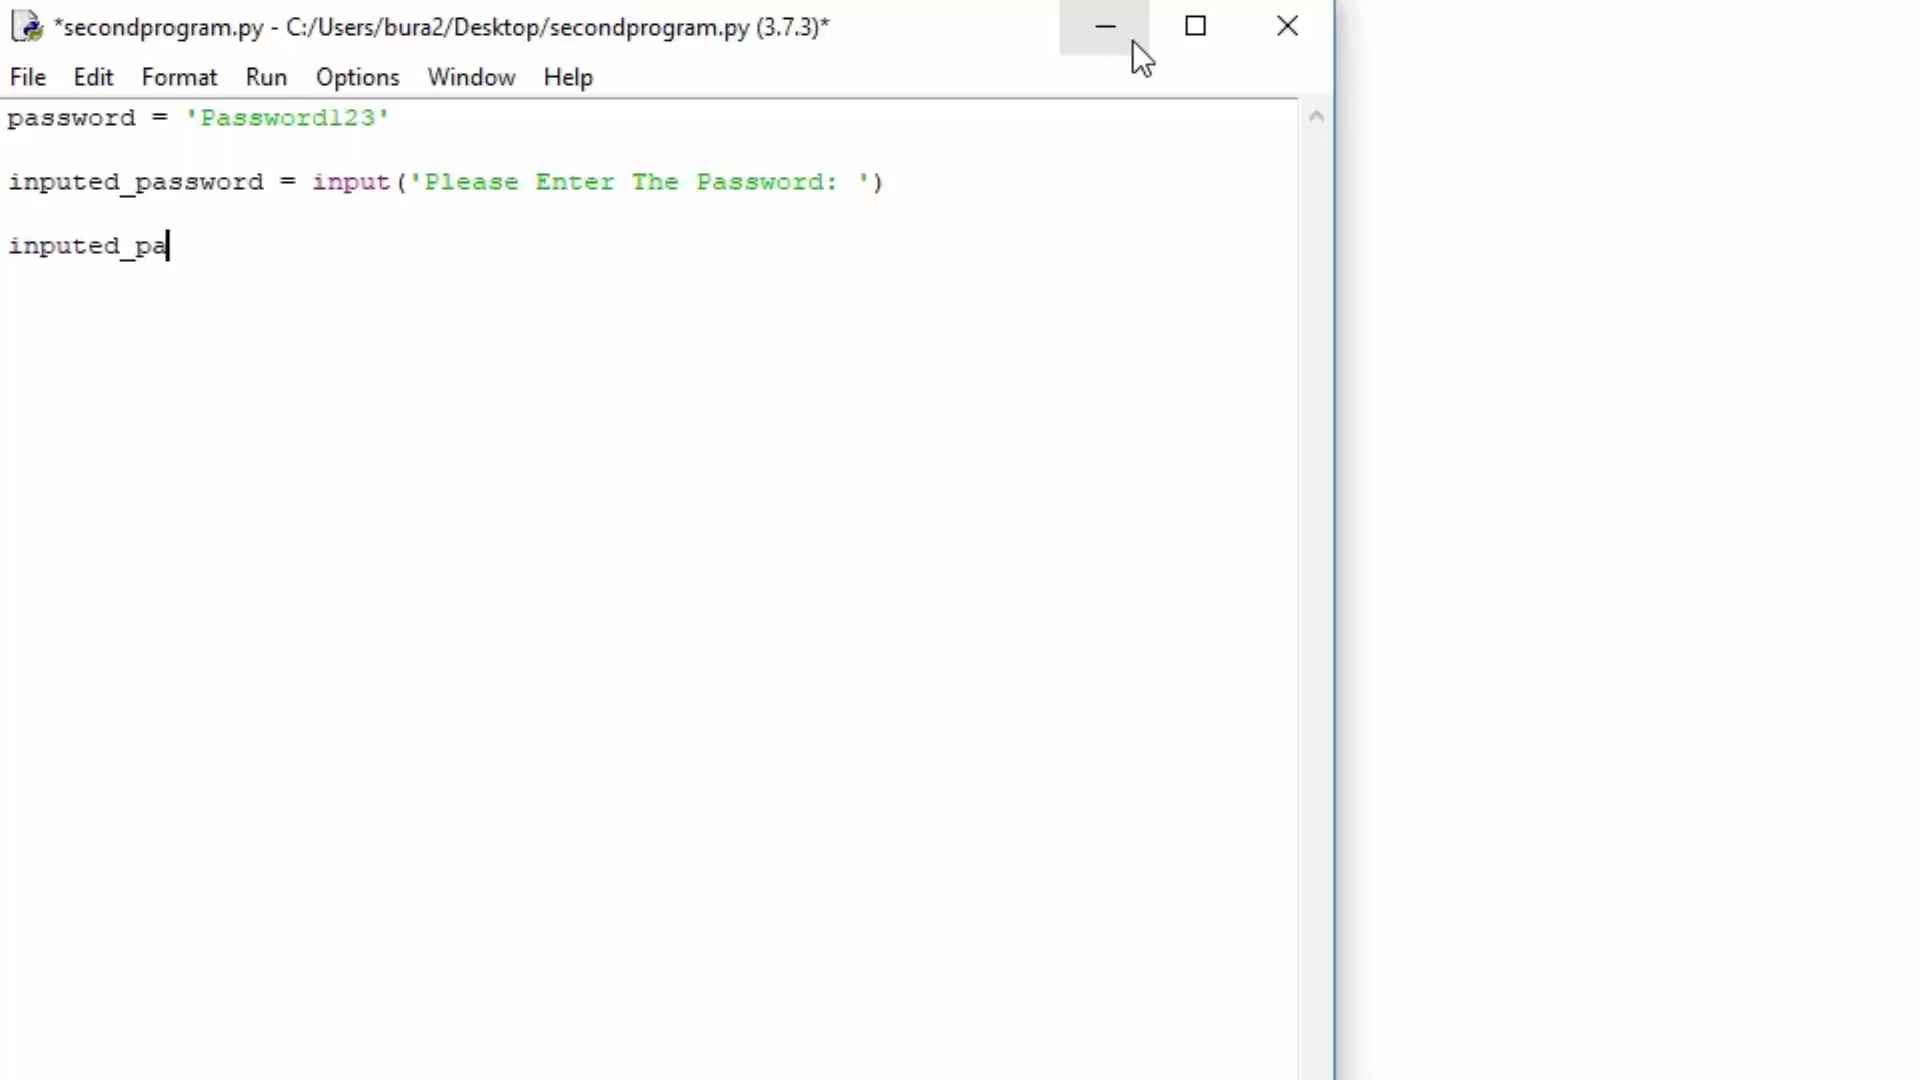 *secondprogram.py - C:/Users/bura2/Desktop/secondprogram.py (3.7.3)*
File Edit Format Run Options Window Help
password = 'Password123'
inputed_password = input('Please Enter The Password: ')
inputed_pa